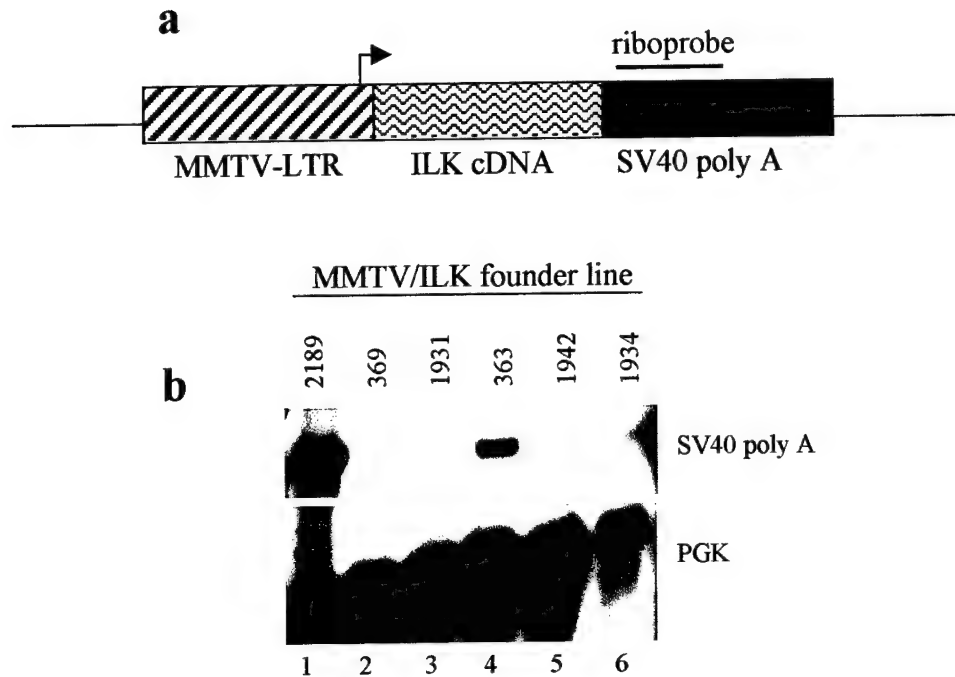 a
riboprobe
MMTV-LTR ILK cDNA SV40 poly A
MMTV/ILK founder line
2189 369 1931 363 1942 1934
b
SV40 poly A
PGK
1 2 3 4 5 6